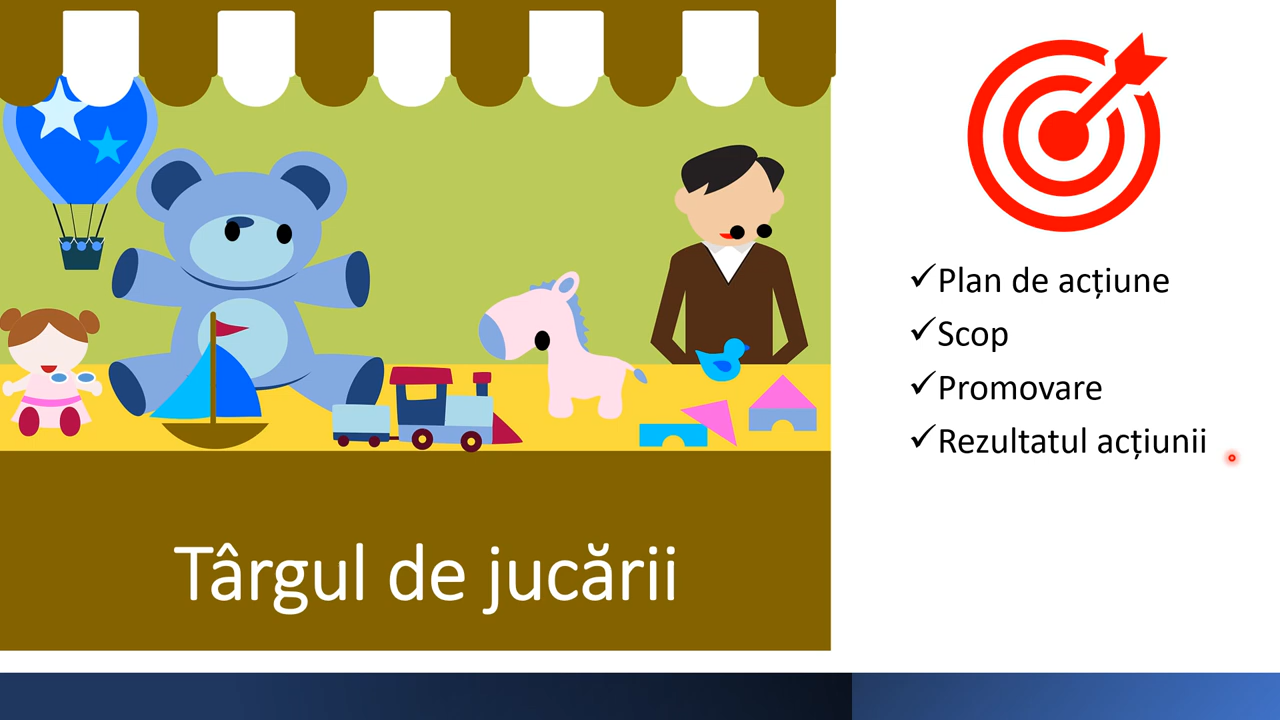 Târgul de jucării
✓Plan de acțiune
✓Scop
✓Promovare
✓Rezultatul acțiunii